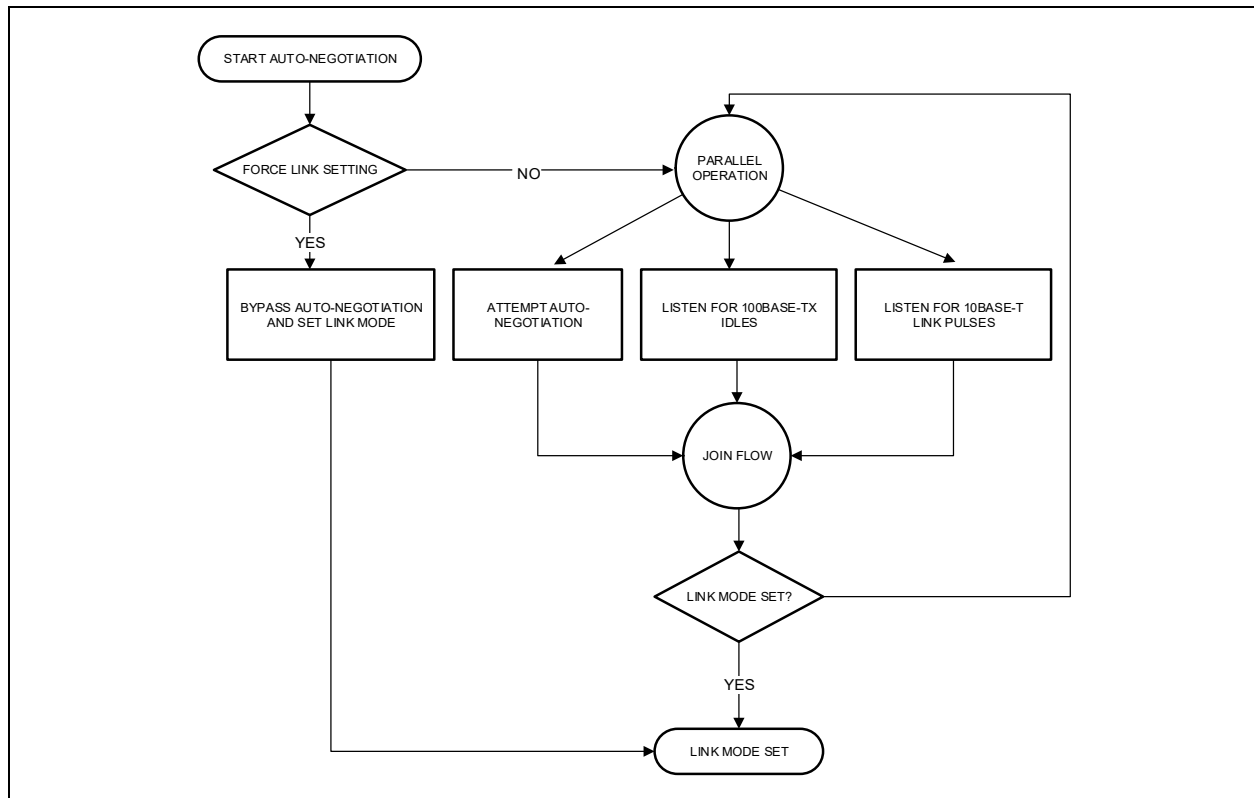 START AUTO-NEGOTIATION
FORCE LINK SETTING
NO
PARALLEL
OPERATION
YES
BYPASS AUTO-NEGOTIATION
AND SET LINK MODE
ATTEMPT AUTO-
NEGOTIATION
LISTEN FOR 100BASE-TX
IDLES
LISTEN FOR 10BASE-T
LINK PULSES
JOIN FLOW
LINK MODE SET?
YES
LINK MODE SET